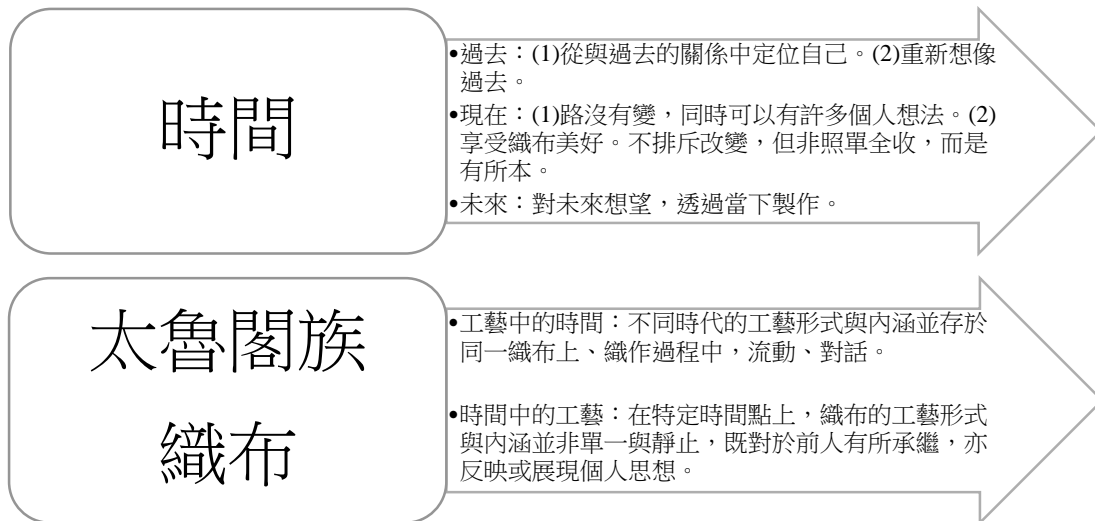 時間
•過去：(1)從與過去的關係中定位自己。(2)重新想像
過去。
•現在：(1)路沒有變，同時可以有許多個人想法。(2)
享受織布美好。不排斥改變，但非照單全收，而是
有所本。
•未來：對未來想望，透過當下製作。
太魯閣族
織布
•工藝中的時間：不同時代的工藝形式與內涵並存於
同一織布上、織作過程中，流動、對話。
•時間中的工藝：在特定時間點上，織布的工藝形式
與內涵並非單一與靜止，既對於前人有所承繼，亦
反映或展現個人思想。